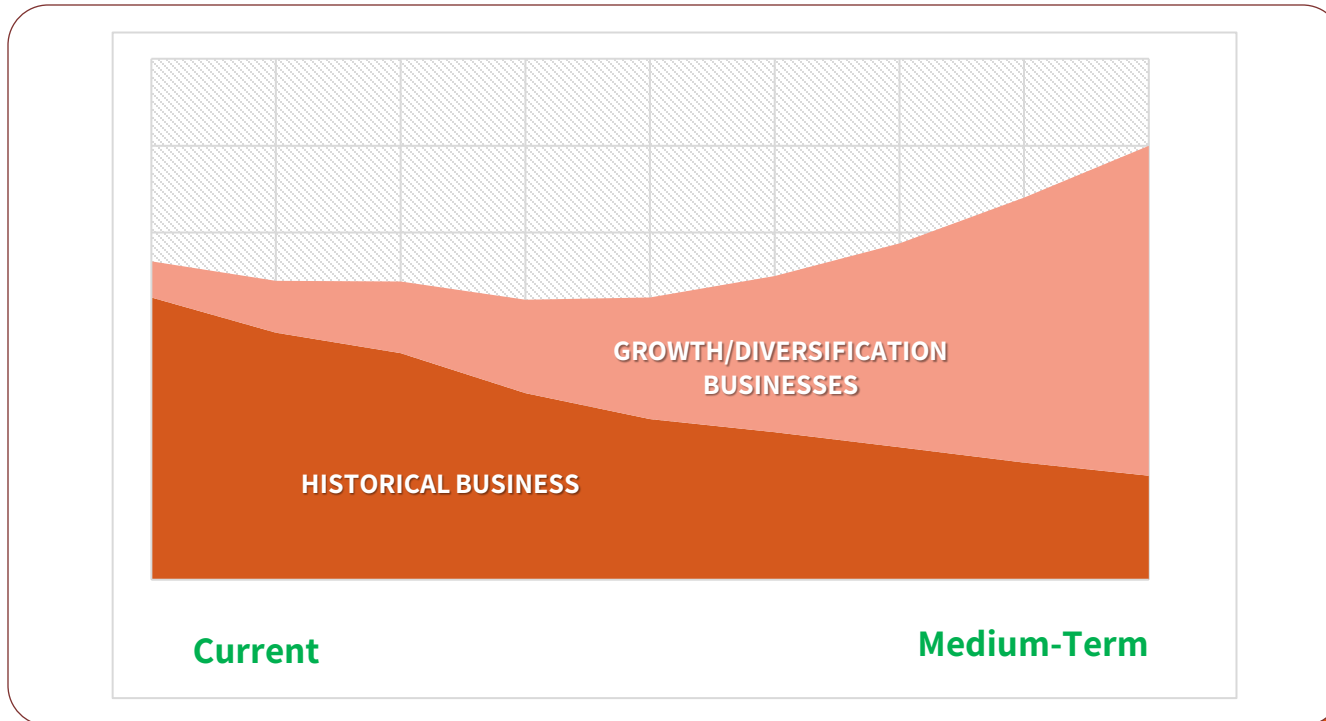 GROWTH/DIVERSIFICATION
BUSINESSES
HISTORICAL BUSINESS
Current
Medium-Term